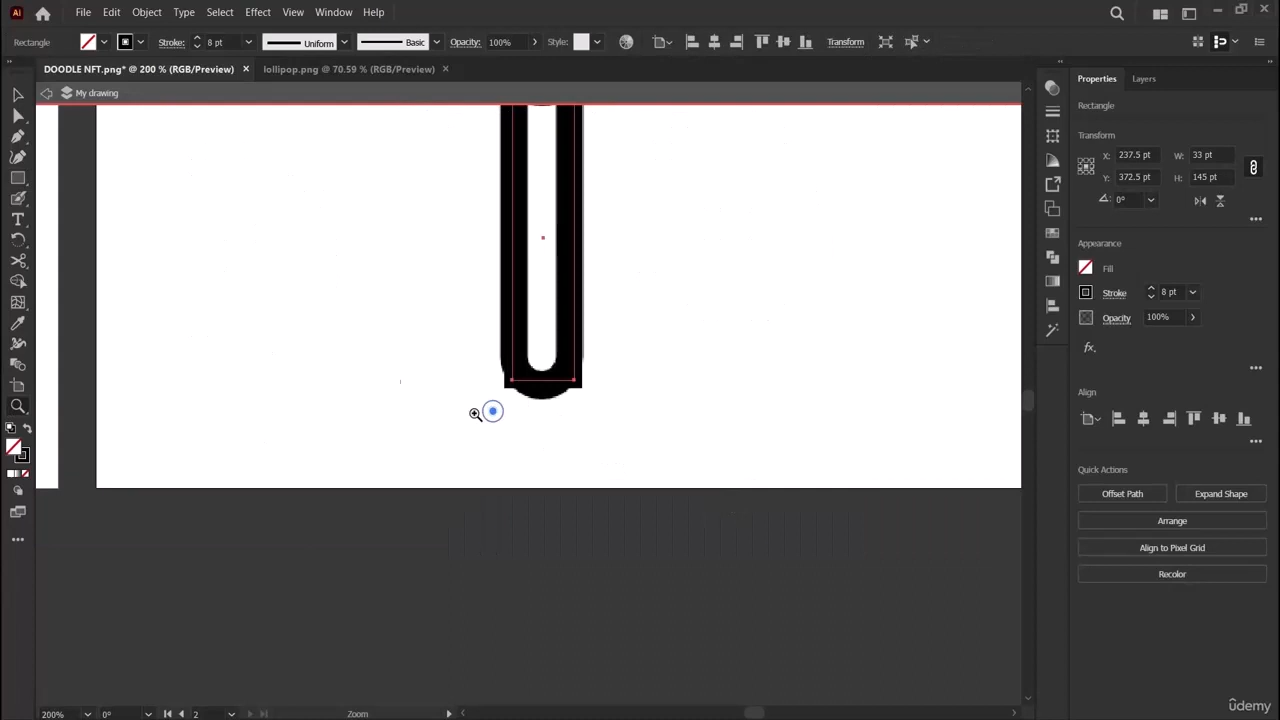 Ai File Edit Object Type Select Effect View Window Help
Rectangle Stroke: 8 pt Uniform Basic Opacity: 100% Style: Transform
DOODLE NFT.png* @ 200 % (RGB/Preview) × lollipop.png @ 70.59 % (RGB/Preview) ×
My drawing
Properties Layers
Rectangle
Transform
X: 237.5 pt W: 33 pt
Y: 372.5 pt H: 145 pt
0°
Appearance
Fill
Stroke 8 pt
Opacity 100%
fx.
Align
Quick Actions
Offset Path Expand Shape
Arrange
Align to Pixel Grid
Recolor
200% 0° 2 Zoom
ûdemy